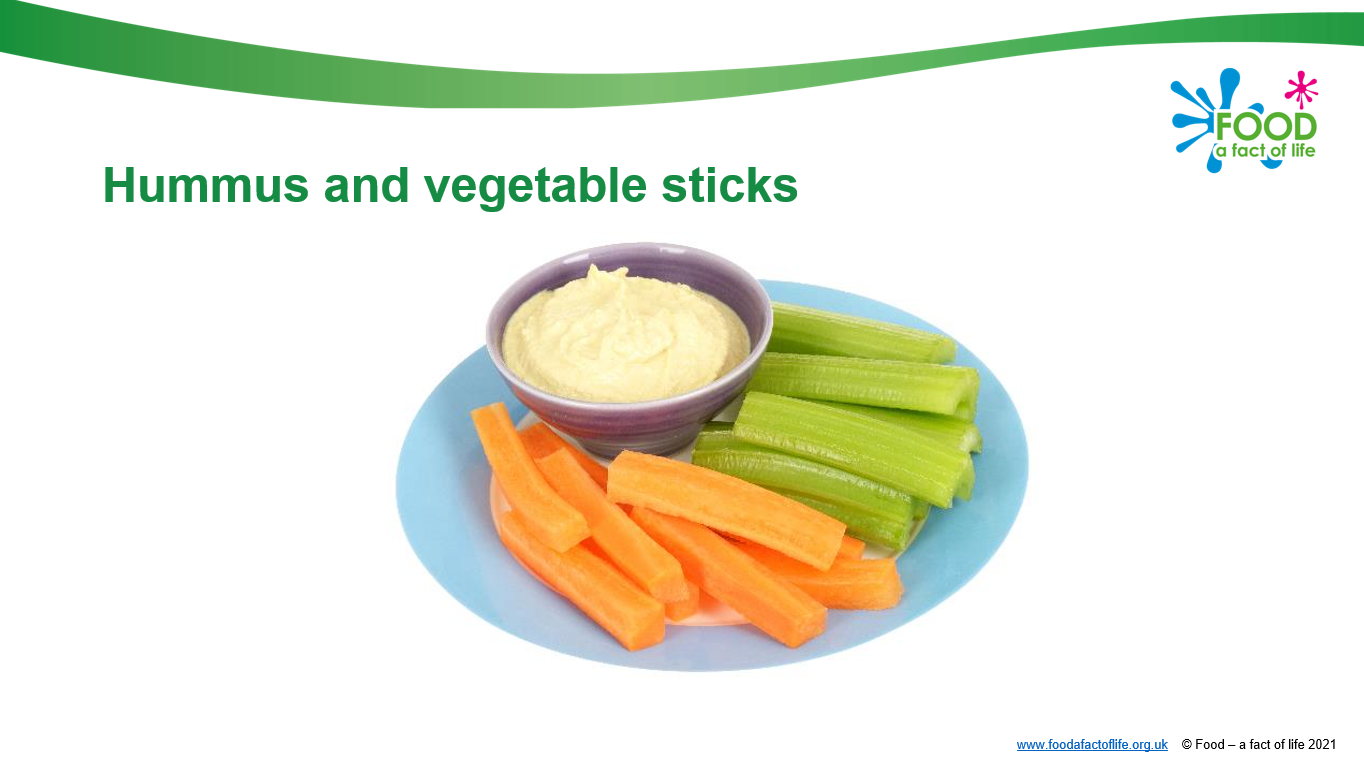 FOOD
a fact of life
Hummus and vegetable sticks
www.foodafactoflife.org.uk © Food – a fact of life 2021